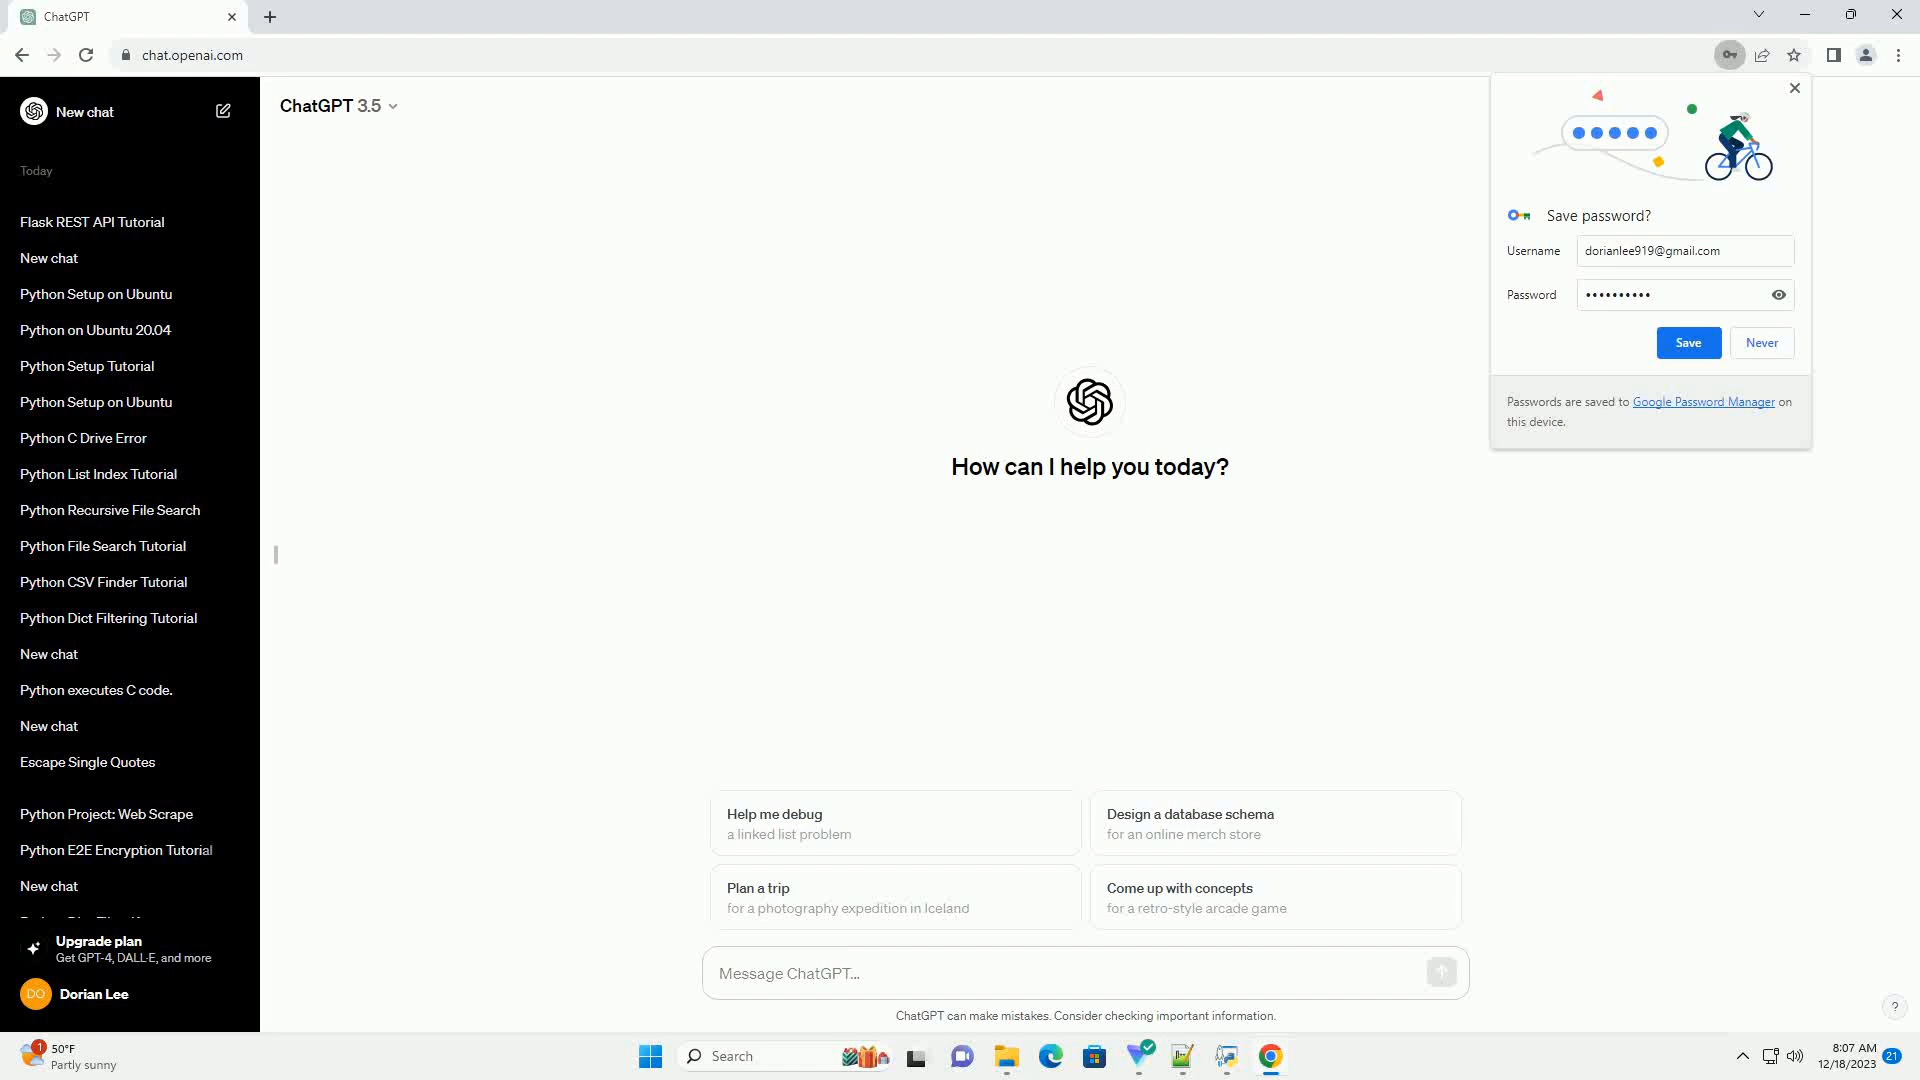 ChatGPT
chat.openai.com
New chat
Today
Flask REST API Tutorial
New chat
Python Setup on Ubuntu
Python on Ubuntu 20.04
Python Setup Tutorial
Python Setup on Ubuntu
Python C Drive Error
Python List Index Tutorial
Python Recursive File Search
Python File Search Tutorial
Python CSV Finder Tutorial
Python Dict Filtering Tutorial
New chat
Python executes C code.
New chat
Escape Single Quotes
Python Project: Web Scrape
Python E2E Encryption Tutorial
New chat
Upgrade plan
Get GPT-4, DALL·E, and more
DO Dorian Lee
ChatGPT 3.5
Save password?
Username dorianlee919@gmail.com
Password ••••••••••
Save Never
Passwords are saved to Google Password Manager on
this device.
How can I help you today?
Help me debug
a linked list problem
Design a database schema
for an online merch store
Plan a trip
for a photography expedition in Iceland
Come up with concepts
for a retro-style arcade game
Message ChatGPT...
ChatGPT can make mistakes. Consider checking important information.
?
1
50°F
Partly sunny
Search
8:07 AM
12/18/2023
21